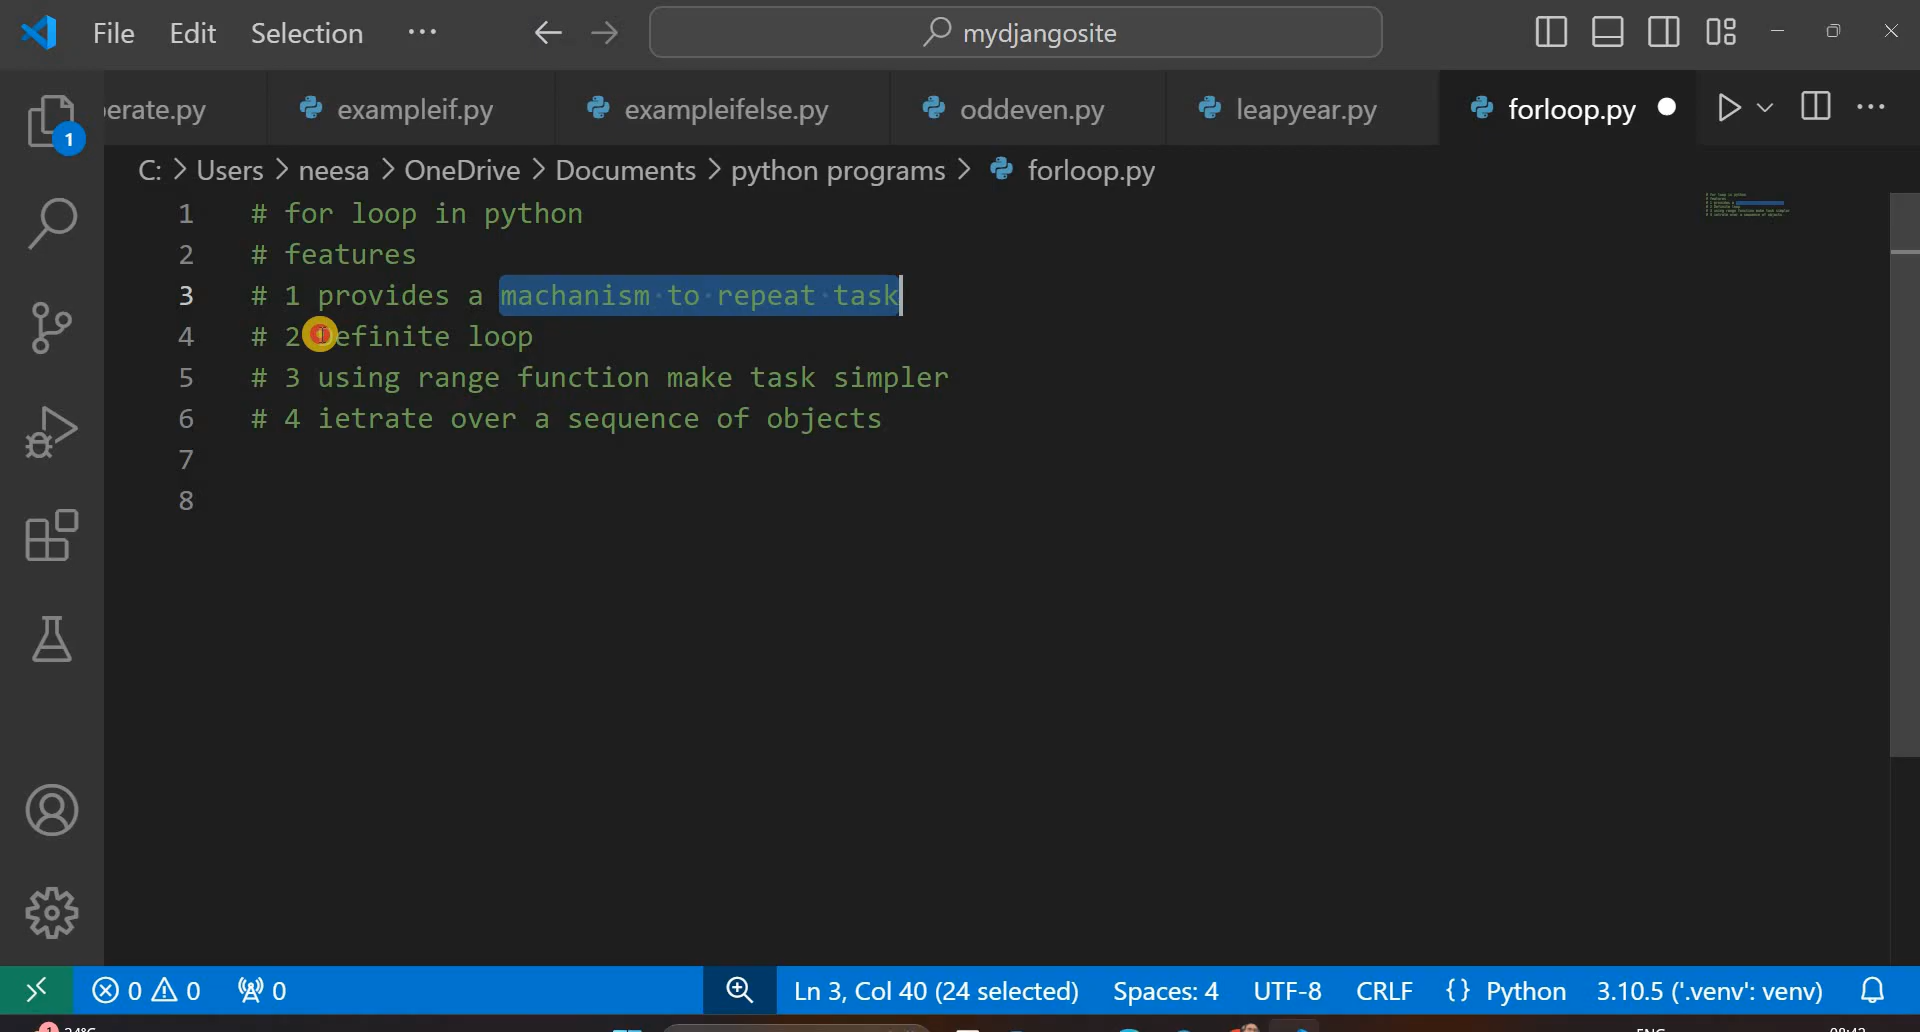 File Edit Selection ... mydjangosite
erate.py exampleif.py exampleifelse.py oddeven.py leapyear.py forloop.py
C: > Users > neesa > OneDrive > Documents > python programs > forloop.py
1 # for loop in python
2 # features
3 # 1 provides a machanism to repeat task
4 # 2 Definite loop
5 # 3 using range function make task simpler
6 # 4 ietrate over a sequence of objects
7
8
1
0 0 0 Ln 3, Col 40 (24 selected) Spaces: 4 UTF-8 CRLF {} Python 3.10.5 ('.venv': venv)